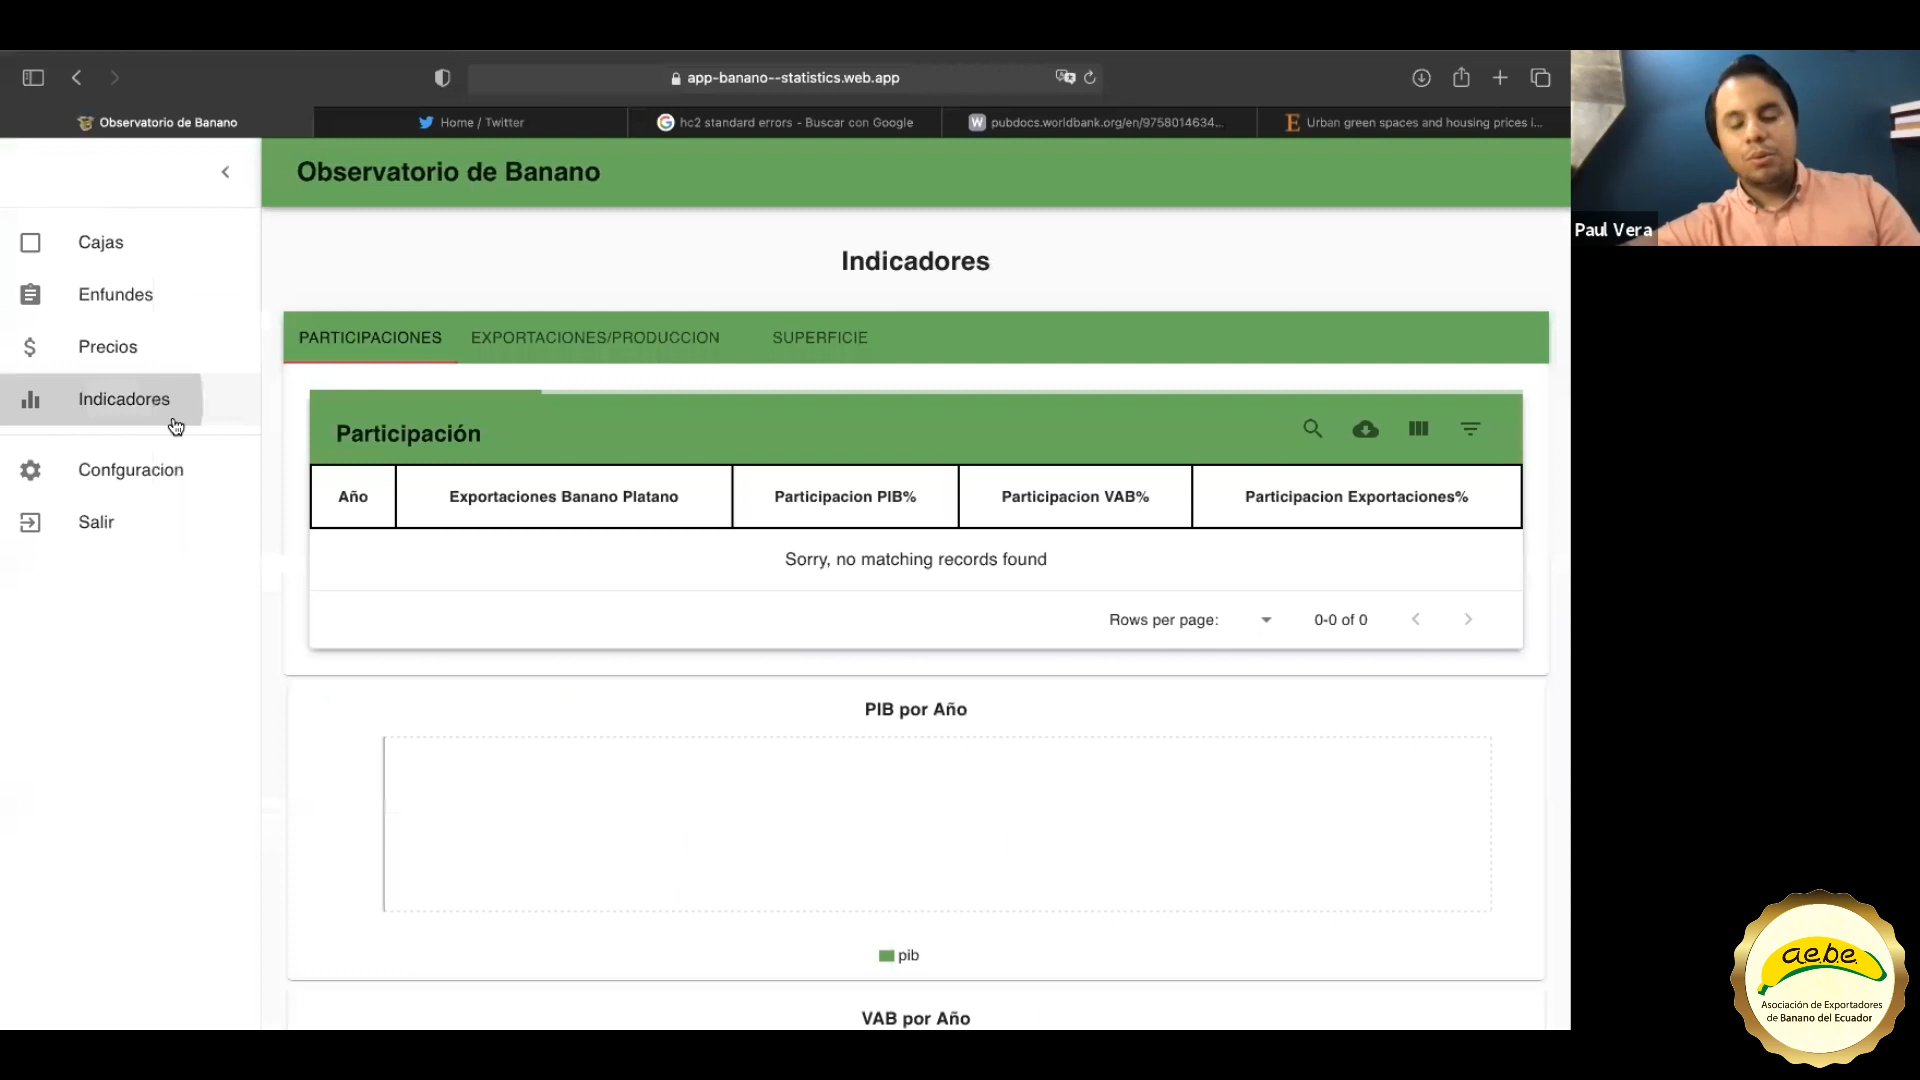 app-banano--statistics.web.app
Observatorio de Banano
Home / Twitter
hc2 standard errors - Buscar con Google
pubdocs.worldbank.org/en/9758014634...
Urban green spaces and housing prices i...
Observatorio de Banano
Cajas
Enfundes
Precios
Indicadores
Confguracion
Salir
Indicadores
PARTICIPACIONES
EXPORTACIONES/PRODUCCION
SUPERFICIE
Participación
Año
Exportaciones Banano Platano
Participacion PIB%
Participacion VAB%
Participacion Exportaciones%
Sorry, no matching records found
Rows per page:
0-0 of 0
PIB por Año
pib
VAB por Año
Paul Vera
a.e.b.e.
Asociación de Exportadores
de Banano del Ecuador